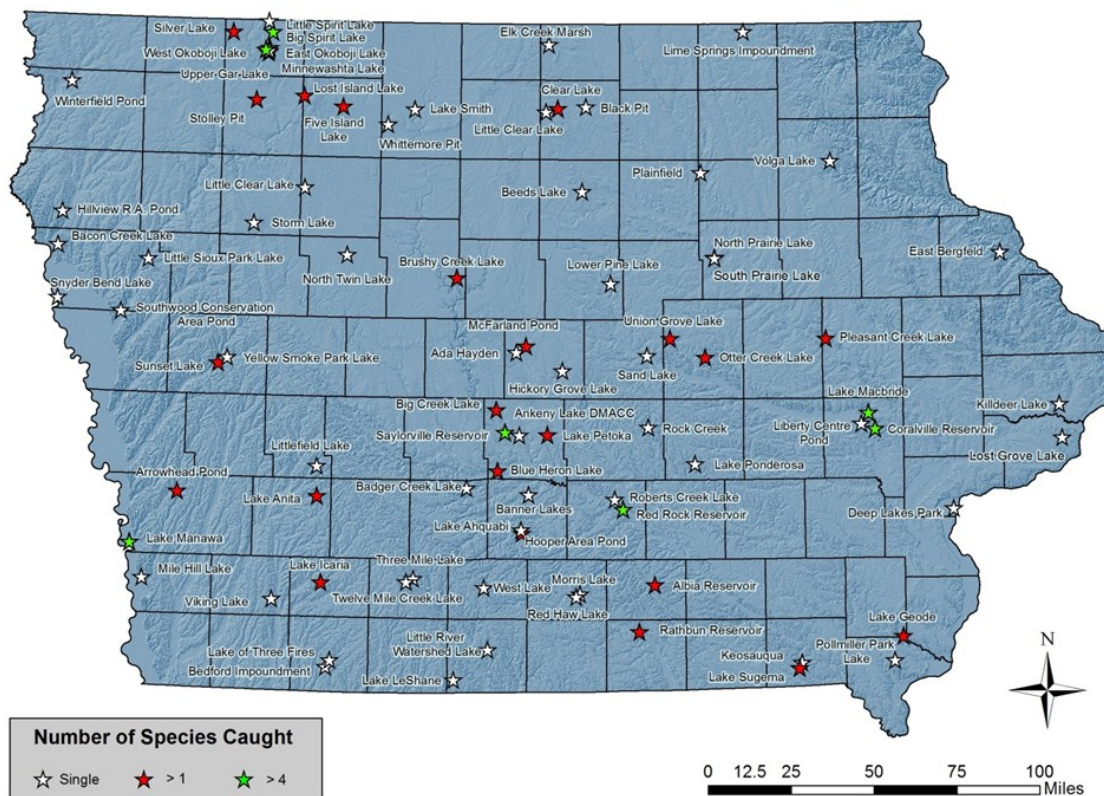 Silver Lake
Little Spirit Lake
Big Spirit Lake
West Okoboji Lake
East Okoboji Lake
Minnewashta Lake
Upper Gar Lake
Elk Creek Marsh
Lime Springs Impoundment
Winterfield Pond
Stolley Pit
Lost Island Lake
Five Island
Lake
Lake Smith
Whittemore Pit
Clear Lake
Black Pit
Little Clear Lake
Little Clear Lake
Beeds Lake
Plainfield
Volga Lake
Hillview R.A. Pond
Storm Lake
Bacon Creek Lake
Little Sioux Park Lake
North Twin Lake
Brushy Creek Lake
Lower Pine Lake
North Prairie Lake
South Prairie Lake
East Bergfeld
Snyder Bend Lake
Southwood Conservation
Area Pond
Sunset Lake
Yellow Smoke Park Lake
McFarland Pond
Ada Hayden
Hickory Grove Lake
Union Grove Lake
Sand Lake
Otter Creek Lake
Pleasant Creek Lake
Big Creek Lake
Ankeny Lake DMACC
Saylorville Reservoir
Lake Petoka
Rock Creek
Lake Macbride
Liberty Centre
Pond
Coralville Reservoir
Killdeer Lake
Lost Grove Lake
Littlefield Lake
Blue Heron Lake
Lake Ponderosa
Arrowhead Pond
Lake Anita
Badger Creek Lake
Banner Lakes
Roberts Creek Lake
Red Rock Reservoir
Deep Lakes Park
Lake Ahquabi
Hooper Area Pond
Lake Manawa
Mile Hill Lake
Lake Icaria
Three Mile Lake
Twelve Mile Creek Lake
West Lake
Morris Lake
Red Haw Lake
Albia Reservoir
Viking Lake
Rathbun Reservoir
Lake Geode
Pollmiller Park
Lake
Little River
Watershed Lake
Lake of Three Fires
Bedford Impoundment
Lake LeShane
Keosauqua
Lake Sugema
N
Number of Species Caught
Single > 1 > 4
0 12.5 25 50 75 100
Miles